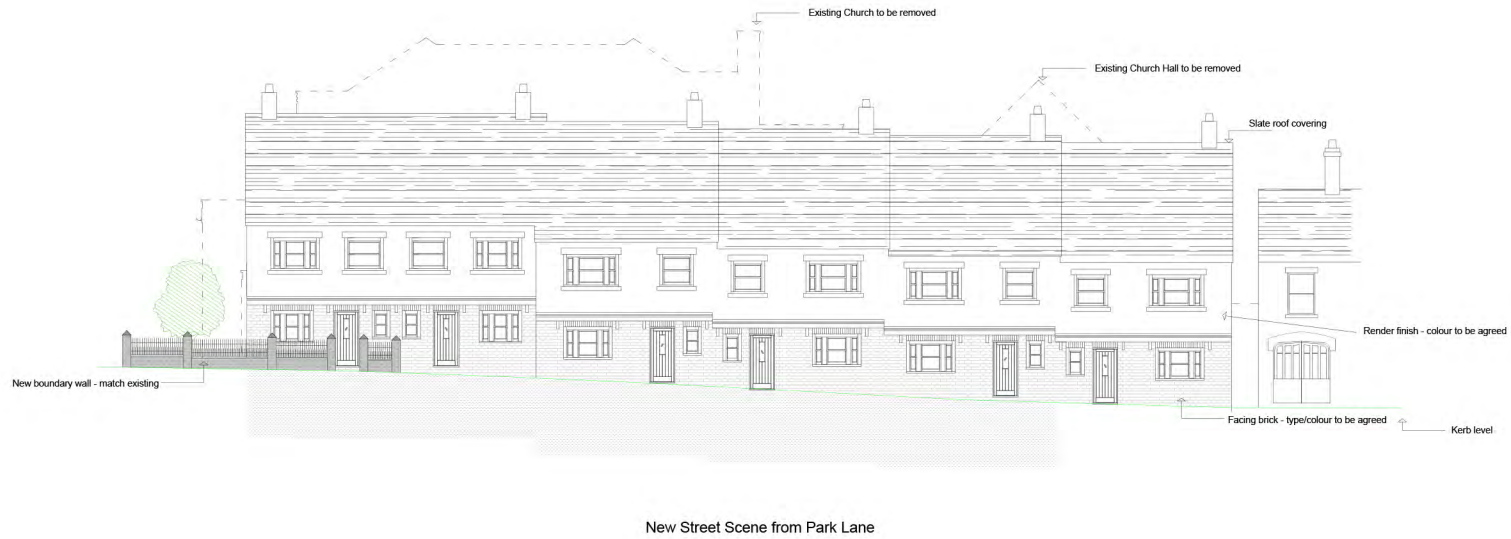 Existing Church to be removed
Existing Church Hall to be removed
Slate roof covering
Render finish - colour to be agreed
New boundary wall - match existing
Facing brick - type/colour to be agreed
Kerb level
New Street Scene from Park Lane